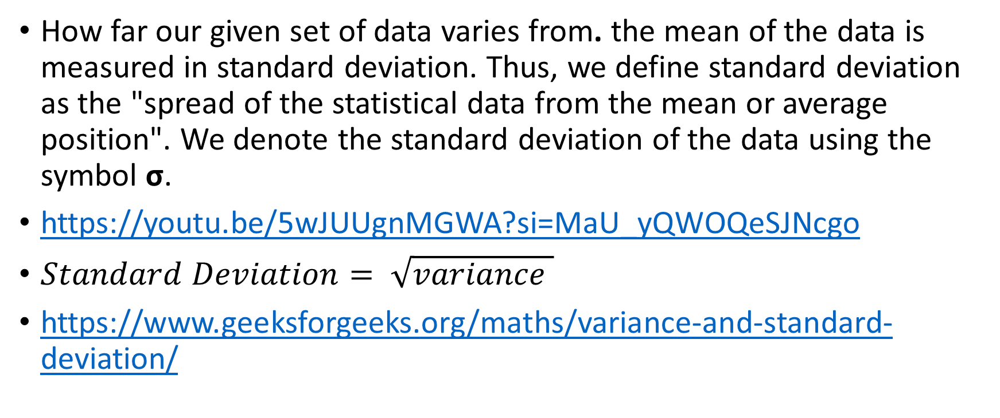 • How far our given set of data varies from. the mean of the data is
measured in standard deviation. Thus, we define standard deviation
as the "spread of the statistical data from the mean or average
position". We denote the standard deviation of the data using the
symbol σ.
• https://youtu.be/5wJUUgnMGWA?si=MaU_yQWOQeSJNcgo
• Standard Deviation = √variance
• https://www.geeksforgeeks.org/maths/variance-and-standard-
deviation/